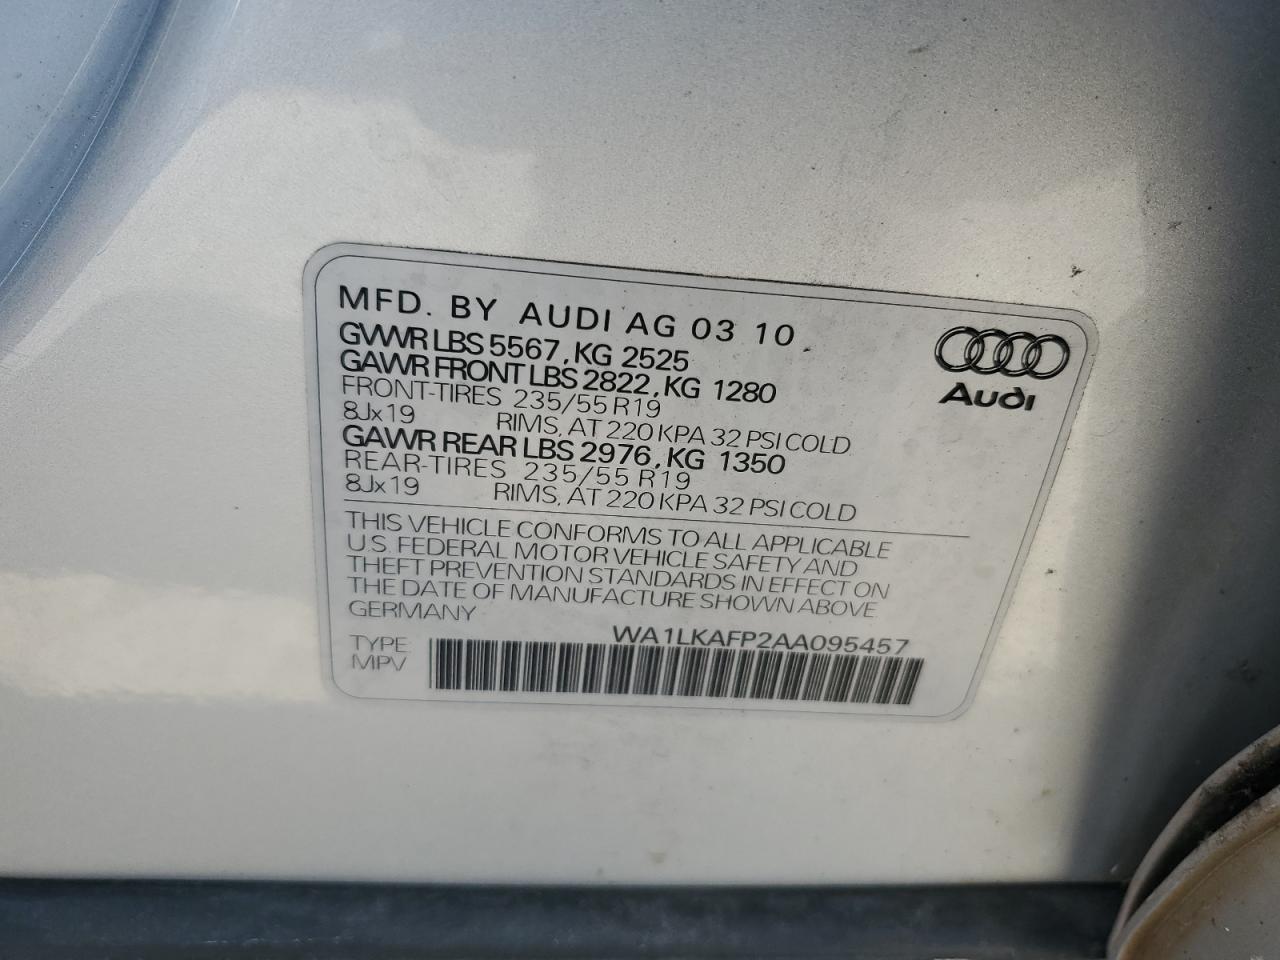 MFD. BY AUDI AG 03 10
GVWR LBS 5567, KG 2525
GAWR FRONT LBS 2822, KG 1280
FRONT-TIRES 235/55 R19
8Jx19 RIMS, AT 220 KPA 32 PSI COLD
GAWR REAR LBS 2976, KG 1350
REAR-TIRES 235/55 R19
8Jx19 RIMS, AT 220 KPA 32 PSI COLD
Audi
THIS VEHICLE CONFORMS TO ALL APPLICABLE
U.S. FEDERAL MOTOR VEHICLE SAFETY AND
THEFT PREVENTION STANDARDS IN EFFECT ON
THE DATE OF MANUFACTURE SHOWN ABOVE
GERMANY
WA1LKAFP2AA095457
TYPE
MPV